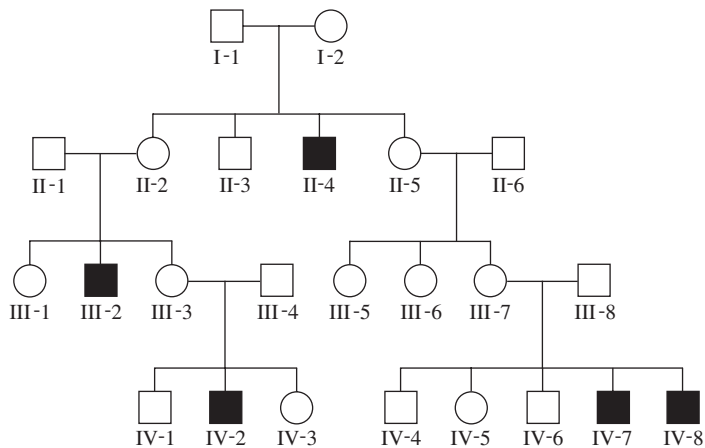 I-1 I-2
II-1 II-2 II-3 II-4 II-5 II-6
III-1 III-2 III-3 III-4 III-5 III-6 III-7 III-8
IV-1 IV-2 IV-3 IV-4 IV-5 IV-6 IV-7 IV-8